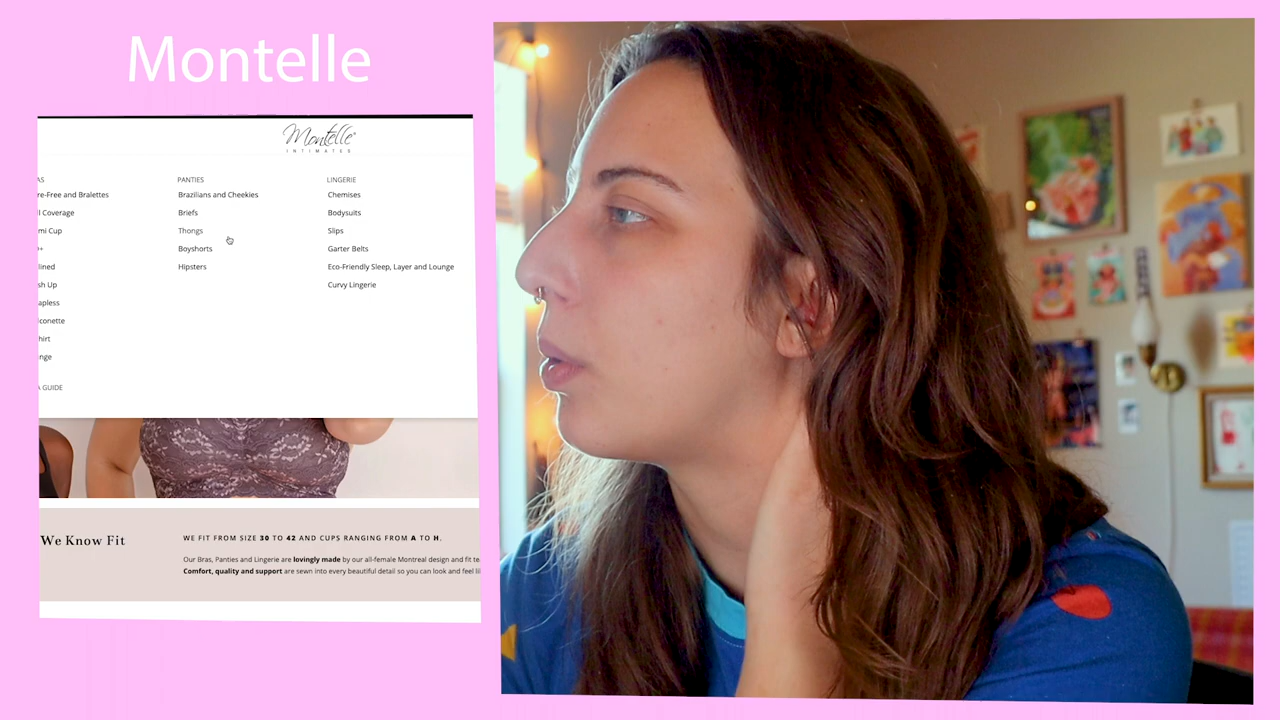 Montelle
Montelle
INTIMATES
AS
PANTIES
LINGERIE
re-Free and Bralettes
Brazilians and Cheekies
Chemises
l Coverage
Briefs
Bodysuits
mi Cup
Thongs
Slips
+
Boyshorts
Garter Belts
lined
Hipsters
Eco-Friendly Sleep, Layer and Lounge
sh Up
Curvy Lingerie
apless
conette
hirt
nge
A GUIDE
We Know Fit
WE FIT FROM SIZE 30 TO 42 AND CUPS RANGING FROM A TO H.
Our Bras, Panties and Lingerie are lovingly made by our all-female Montreal design and fit te
Comfort, quality and support are sewn into every beautiful detail so you can look and feel li